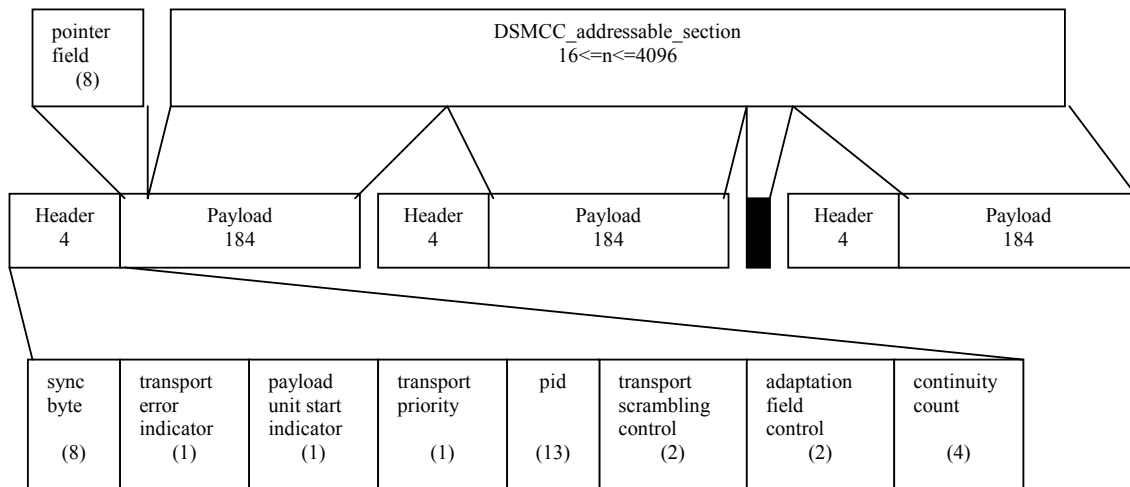 pointer
field
(8)
DSMCC_addressable_section
16<=n<=4096
Header
4
Payload
184
Header
4
Payload
184
Header
4
Payload
184
sync
byte
(8)
transport
error
indicator
(1)
payload
unit start
indicator
(1)
transport
priority
(1)
pid
(13)
transport
scrambling
control
(2)
adaptation
field
control
(2)
continuity
count
(4)